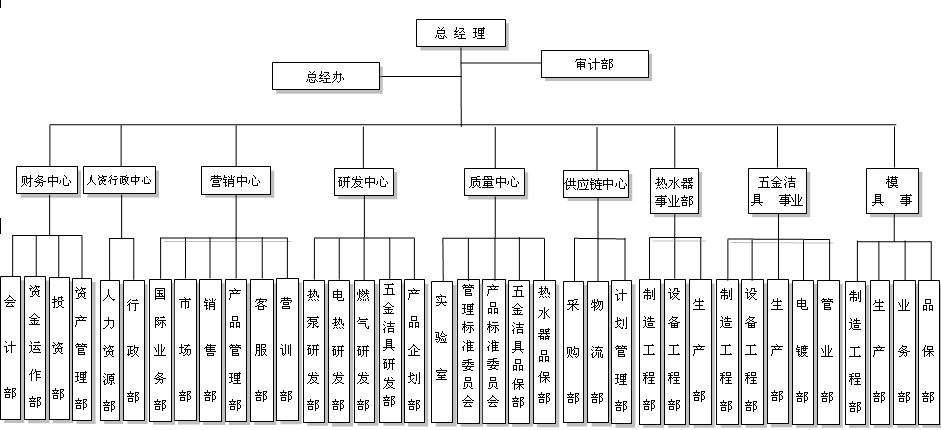 总 经 理
总经办
审计部
财务中心
人资行政中心
营销中心
研发中心
质量中心
供应链中心
热水器
事业部
五金洁
具 事业
模
具 事
会计部
资金运作部
投资部
资产管理部
人力资源部
行政部
国际业务部
市场部
销售部
产品管理部
客服部
营训部
热泵研发部
电热研发部
燃气研发部
五金洁具研发部
产品企划部
实验室
管理标准委员会
产品标准委员会
五金洁具品保部
热水器品保部
采购部
物流部
计划管理部
制造工程部
设备工程部
生产部
制造工程部
设备工程部
生产部
电镀部
管业部
制造工程部
生产部
业务部
品保部